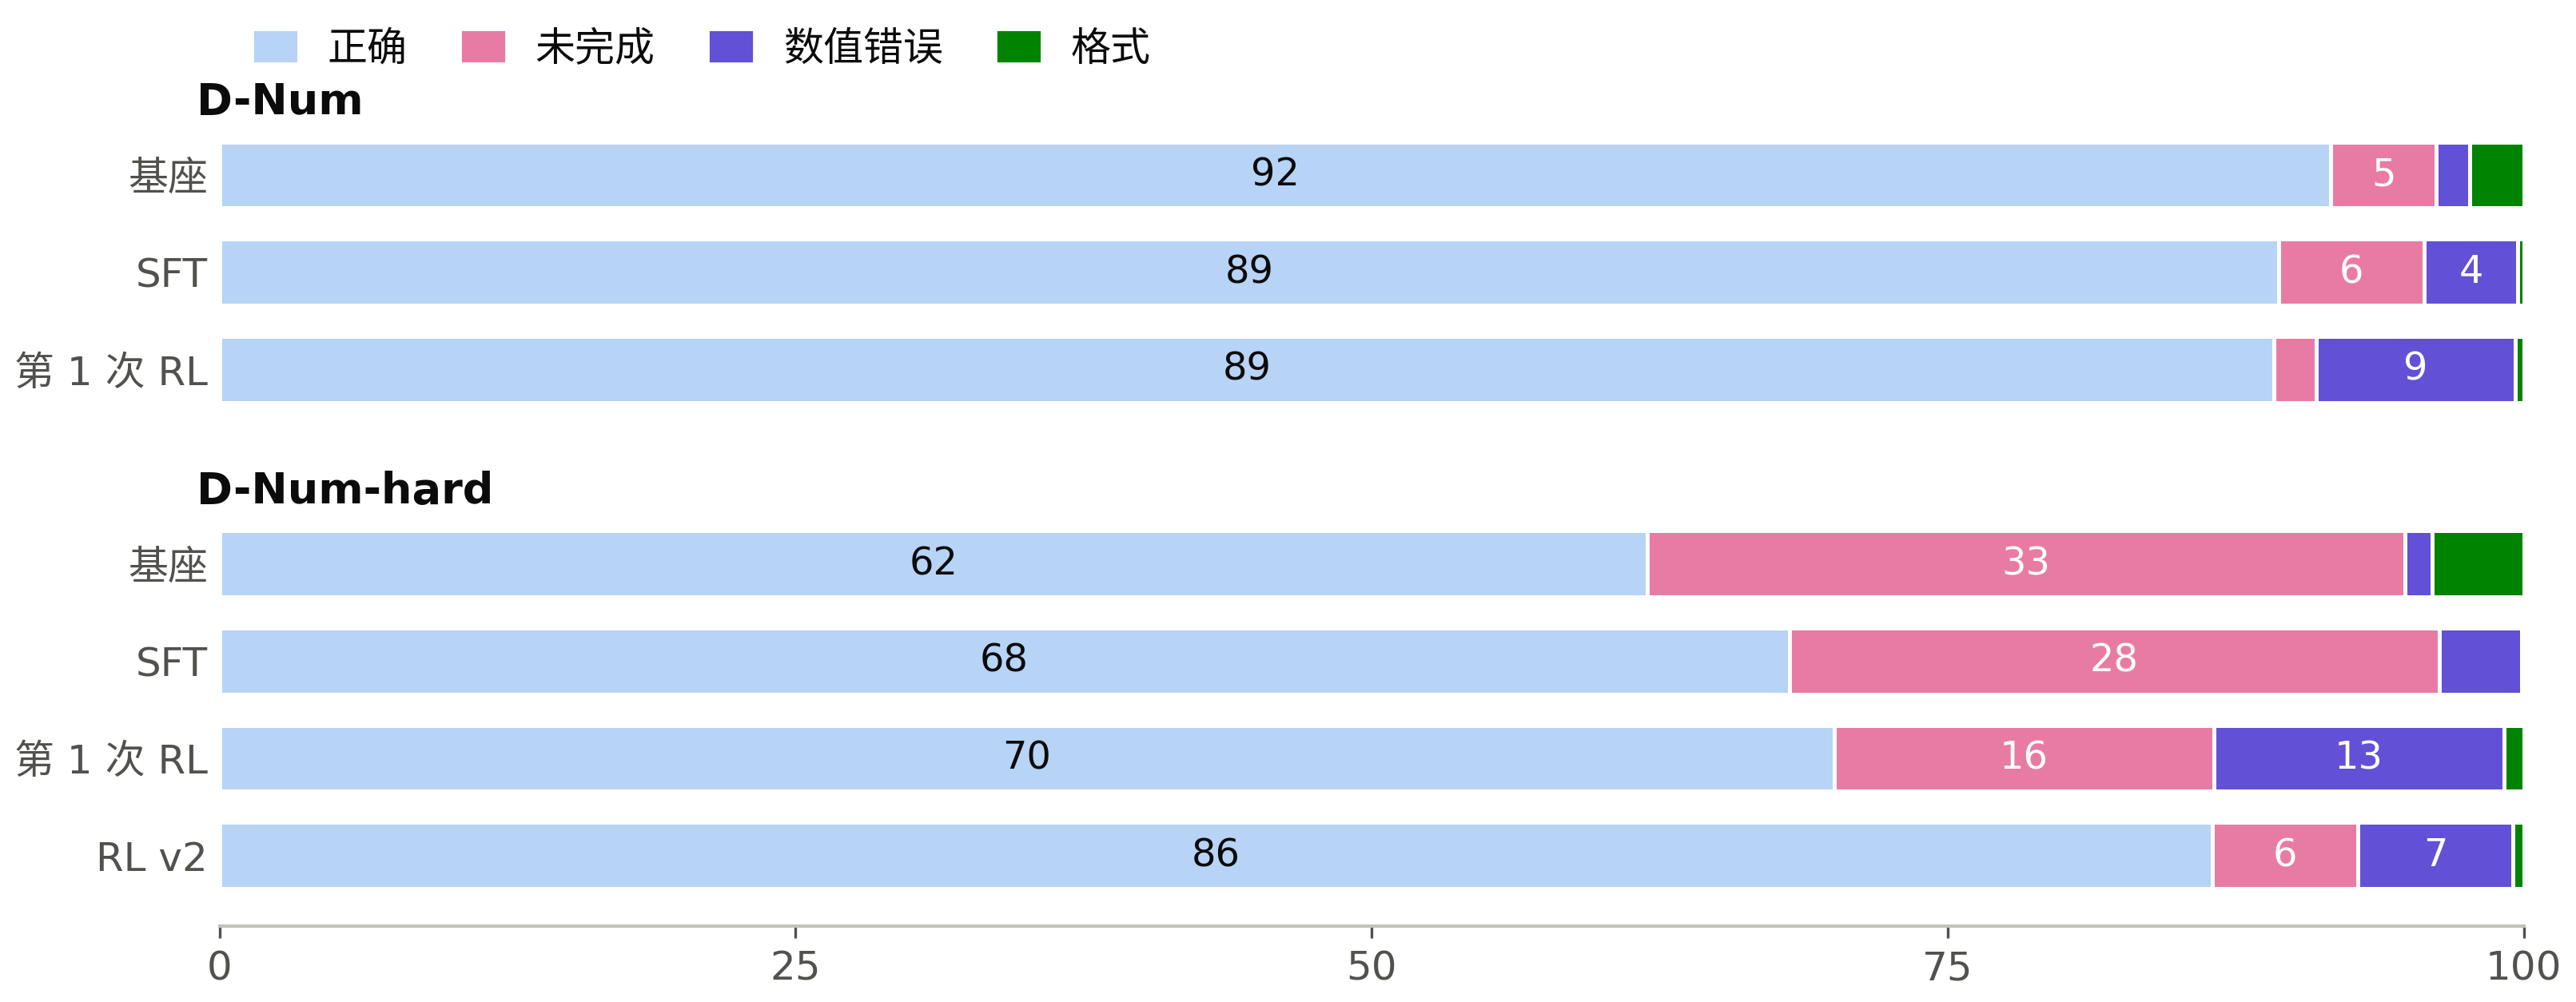 正确 未完成 数值错误 格式
D-Num
基座 92 5
SFT 89 6 4
第 1 次 RL 89 9
D-Num-hard
基座 62 33
SFT 68 28
第 1 次 RL 70 16 13
RL v2 86 6 7
0 25 50 75 100